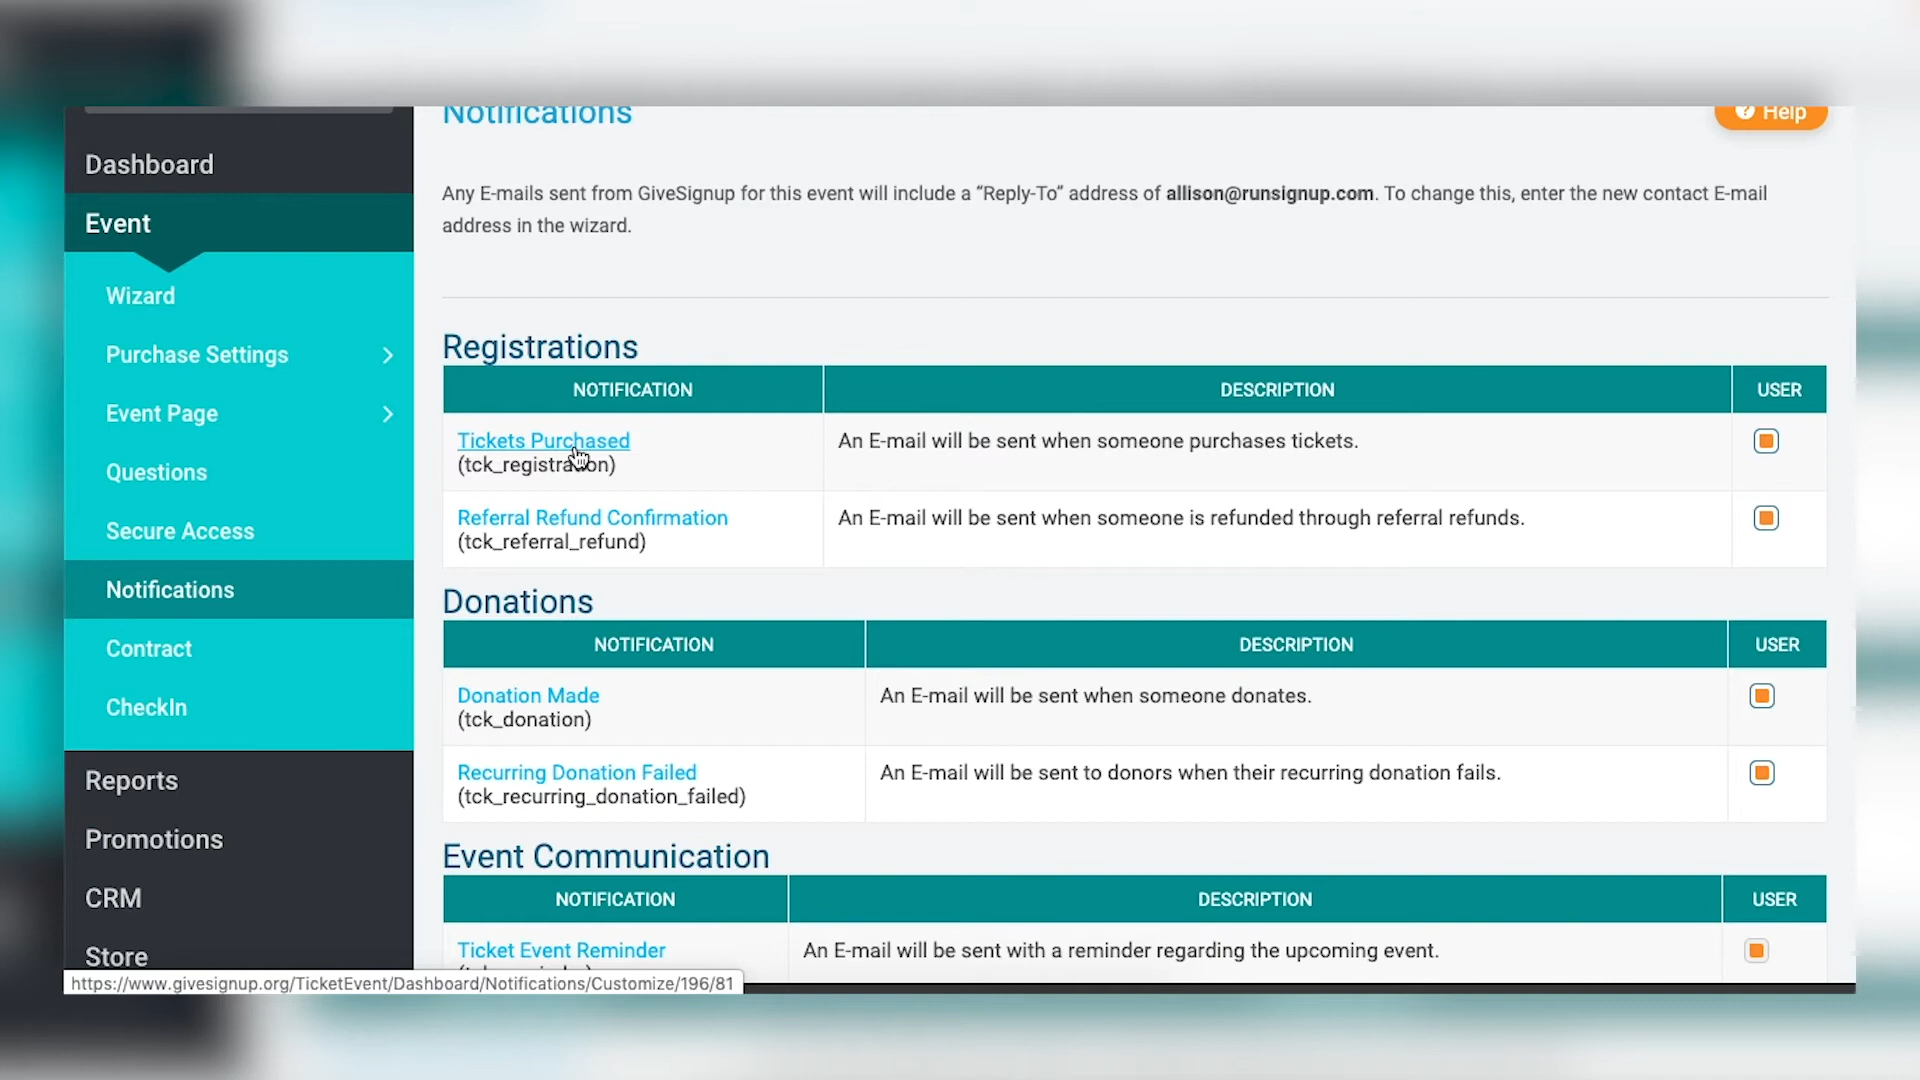 Notifications
Help
Dashboard
Event
Wizard
Purchase Settings
Event Page
Questions
Secure Access
Notifications
Contract
CheckIn
Reports
Promotions
CRM
Store
Any E-mails sent from GiveSignup for this event will include a “Reply-To” address of allison@runsignup.com. To change this, enter the new contact E-mail
address in the wizard.
Registrations
NOTIFICATION DESCRIPTION USER
Tickets Purchased An E-mail will be sent when someone purchases tickets.
(tck_registration)
Referral Refund Confirmation An E-mail will be sent when someone is refunded through referral refunds.
(tck_referral_refund)
Donations
NOTIFICATION DESCRIPTION USER
Donation Made An E-mail will be sent when someone donates.
(tck_donation)
Recurring Donation Failed An E-mail will be sent to donors when their recurring donation fails.
(tck_recurring_donation_failed)
Event Communication
NOTIFICATION DESCRIPTION USER
Ticket Event Reminder An E-mail will be sent with a reminder regarding the upcoming event.
https://www.givesignup.org/TicketEvent/Dashboard/Notifications/Customize/196/81